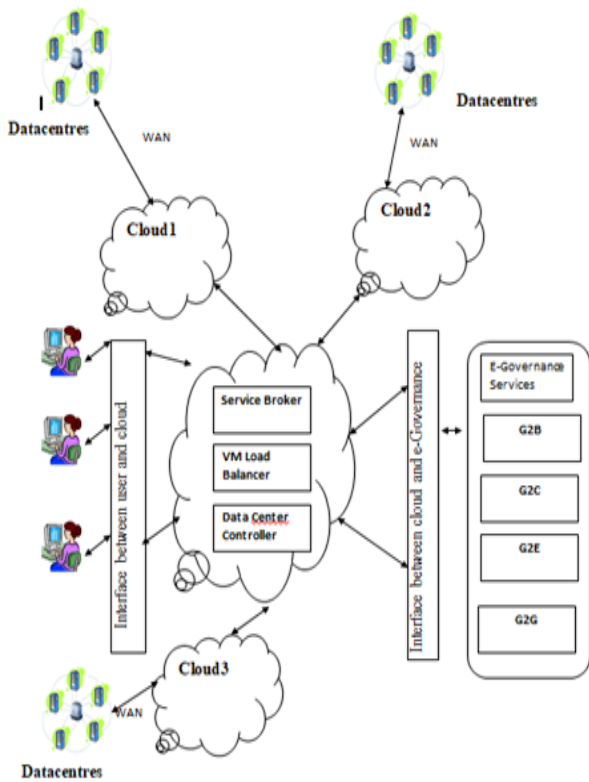 Datacentres
Datacentres
WAN
WAN
Cloud1
Cloud2
Interface between user and cloud
Service Broker
VM Load
Balancer
Data Center
Controller
Interface between cloud and e-Governance
E-Governance
Services
G2B
G2C
G2E
G2G
Cloud3
WAN
Datacentres